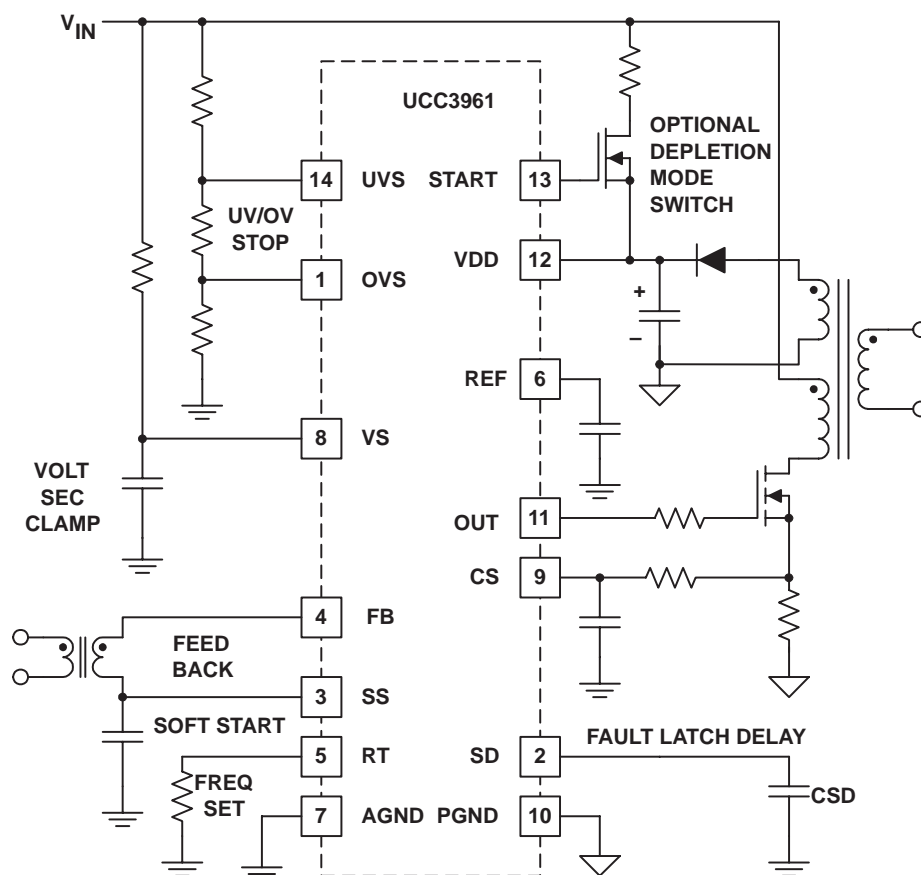 VIN
UCC3961
OPTIONAL
DEPLETION
MODE
SWITCH
14 UVS START 13
UV/OV
STOP
VDD 12
1 OVS
+
–
REF 6
8 VS
VOLT
SEC
CLAMP
OUT 11
CS 9
4 FB
FEED
BACK
3 SS
SOFT START
FAULT LATCH DELAY
5 RT SD 2
FREQ
SET
CSD
7 AGND PGND 10